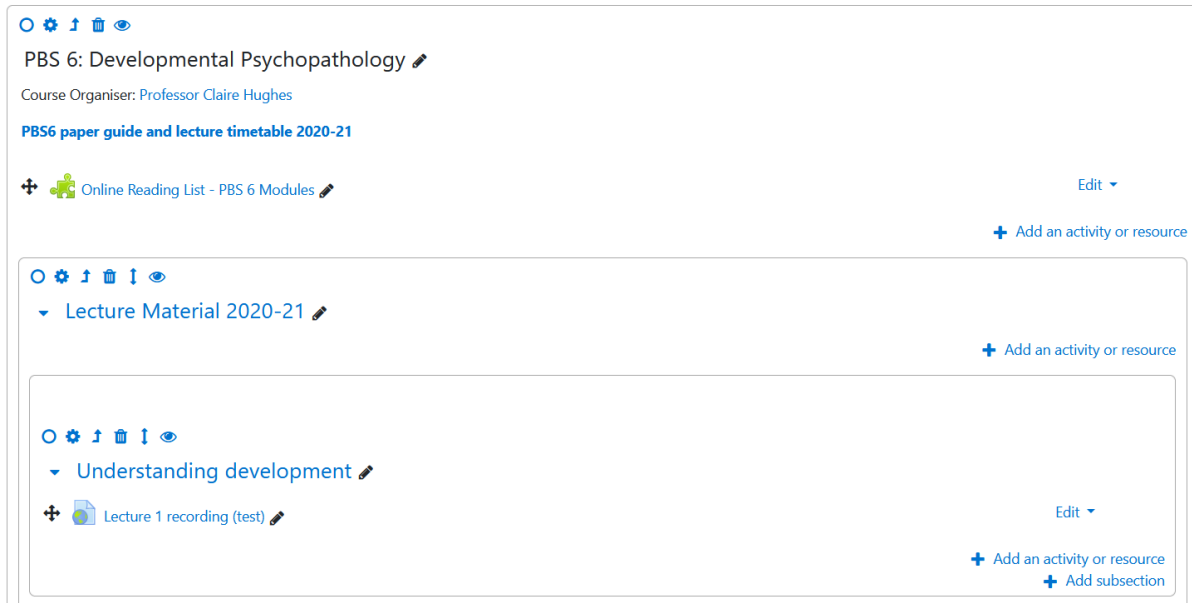 PBS 6: Developmental Psychopathology
Course Organiser: Professor Claire Hughes
PBS6 paper guide and lecture timetable 2020-21
Online Reading List - PBS 6 Modules
Edit
Add an activity or resource
Lecture Material 2020-21
Add an activity or resource
Understanding development
Lecture 1 recording (test)
Edit
Add an activity or resource
Add subsection